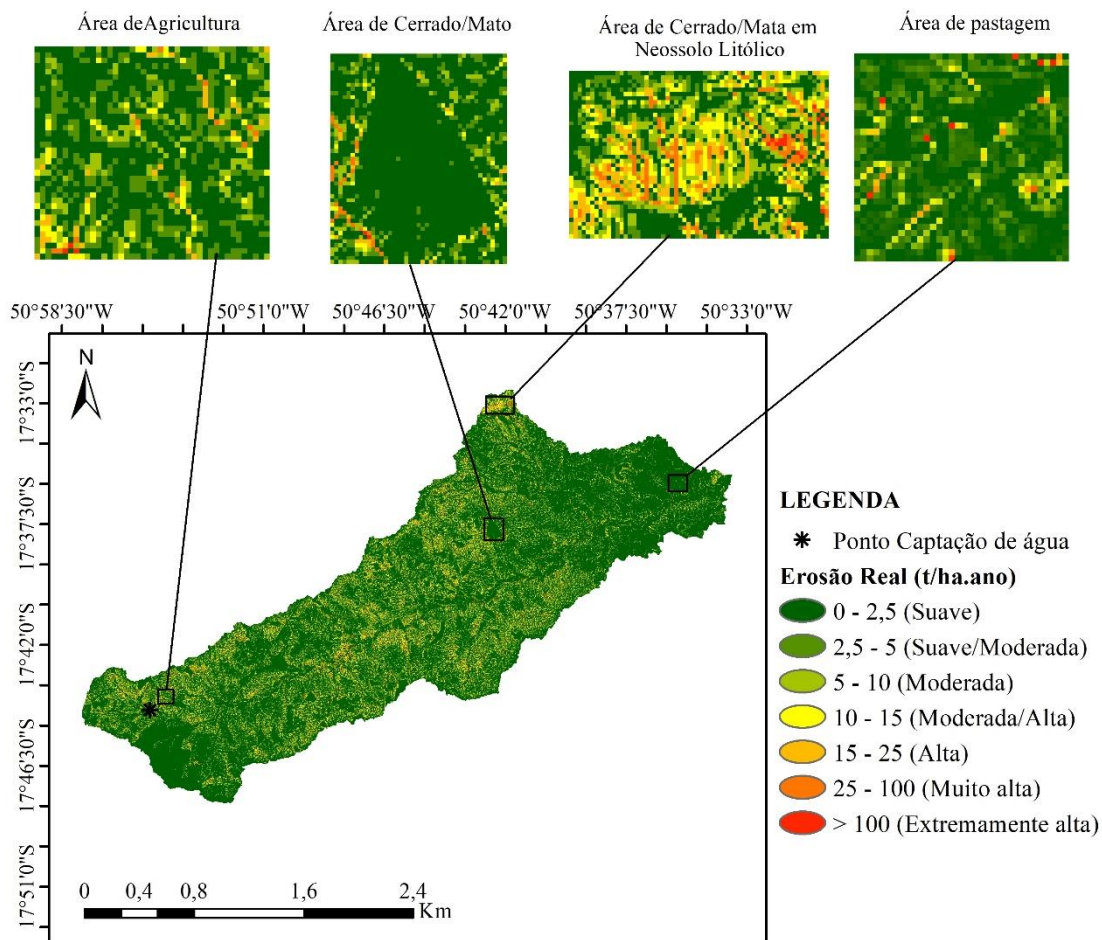 Área deAgricultura
Área de Cerrado/Mato
Área de Cerrado/Mata em
Neossolo Litólico
Área de pastagem
50°58'30"W
50°51'0"W
50°46'30"W
50°42'0"W
50°37'30"W
50°33'0"W
N
17°33'0"S
17°37'30"S
17°42'0"S
17°46'30"S
17°51'0"S
LEGENDA
Ponto Captação de água
Erosão Real (t/ha.ano)
0 - 2,5 (Suave)
2,5 - 5 (Suave/Moderada)
5 - 10 (Moderada)
10 - 15 (Moderada/Alta)
15 - 25 (Alta)
25 - 100 (Muito alta)
> 100 (Extremamente alta)
0 0,4 0,8 1,6 2,4
Km